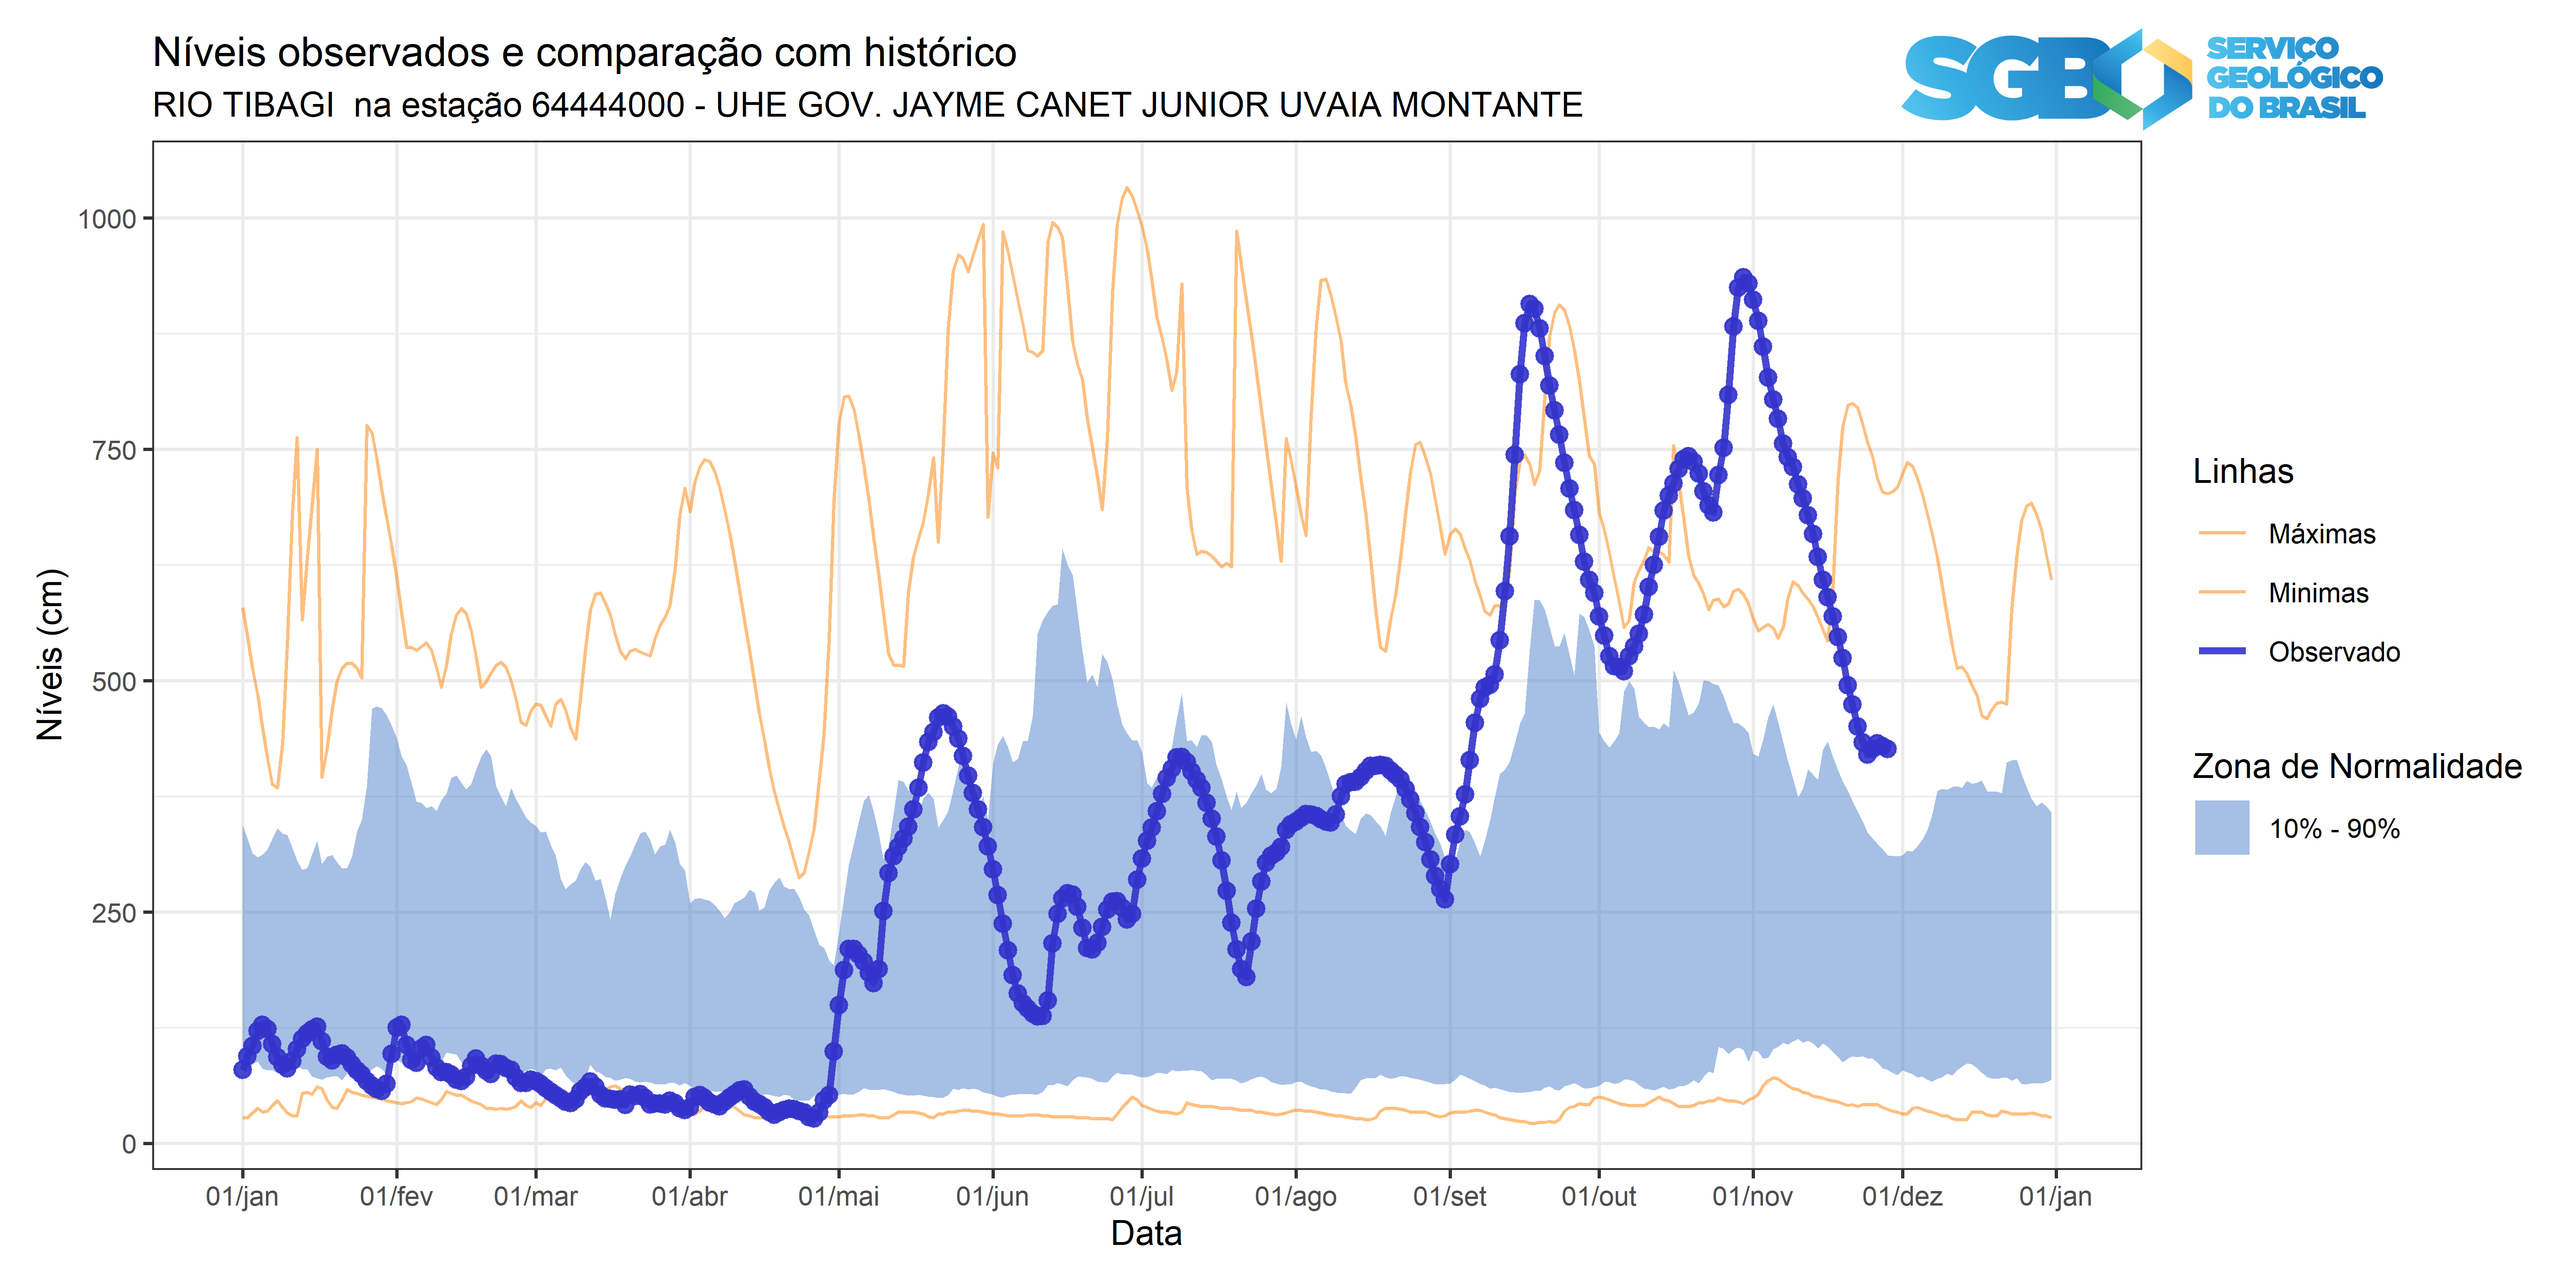 Níveis observados e comparação com histórico
RIO TIBAGI  na estação 64444000 - UHE GOV. JAYME CANET JUNIOR UVAIA MONTANTE
SGB
SERVIÇO
GEOLÓGICO
DO BRASIL
Níveis (cm)
1000
750
500
250
0
01/jan 01/fev 01/mar 01/abr 01/mai 01/jun 01/jul 01/ago 01/set 01/out 01/nov 01/dez 01/jan
Data
Linhas
Máximas
Minimas
Observado
Zona de Normalidade
10% - 90%